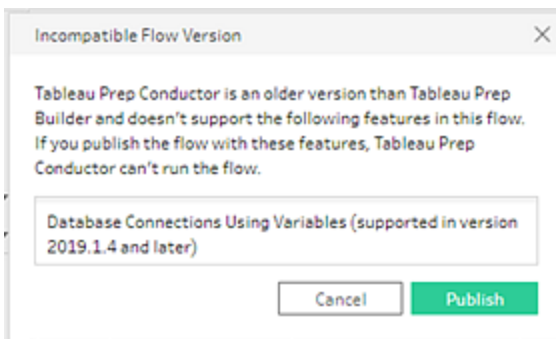 Incompatible Flow Version
Tableau Prep Conductor is an older version than Tableau Prep
Builder and doesn't support the following features in this flow.
If you publish the flow with these features, Tableau Prep
Conductor can't run the flow.
Database Connections Using Variables (supported in version
2019.1.4 and later)
Cancel
Publish